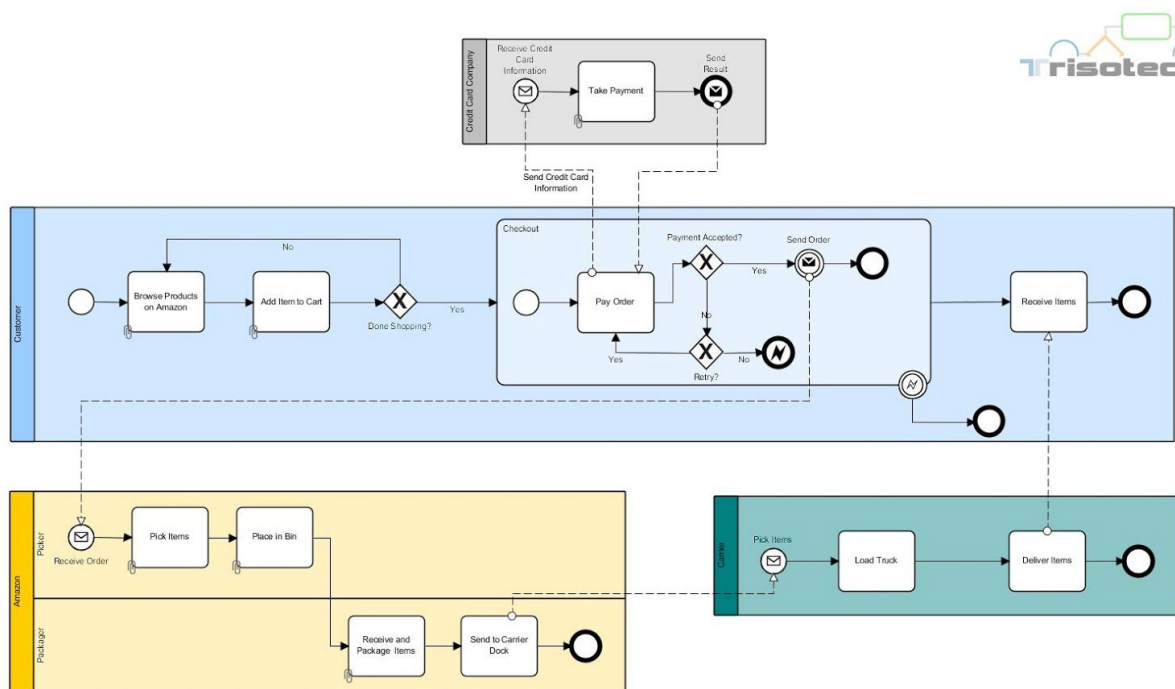 Trisotec
Credit Card Company
Receive Credit
Card
Information
Take Payment
Send
Result
Send Credit Card
Information
Customer
Browse Products
on Amazon
Add Item to Cart
No
Done Shopping?
Yes
Checkout
Pay Order
Payment Accepted?
Yes
Send Order
No
Yes
Retry?
No
Receive Items
Amazon
Picker
Receive Order
Pick Items
Place in Bin
Packager
Receive and
Package Items
Send to Carrier
Dock
Carrier
Pick Items
Load Truck
Deliver Items